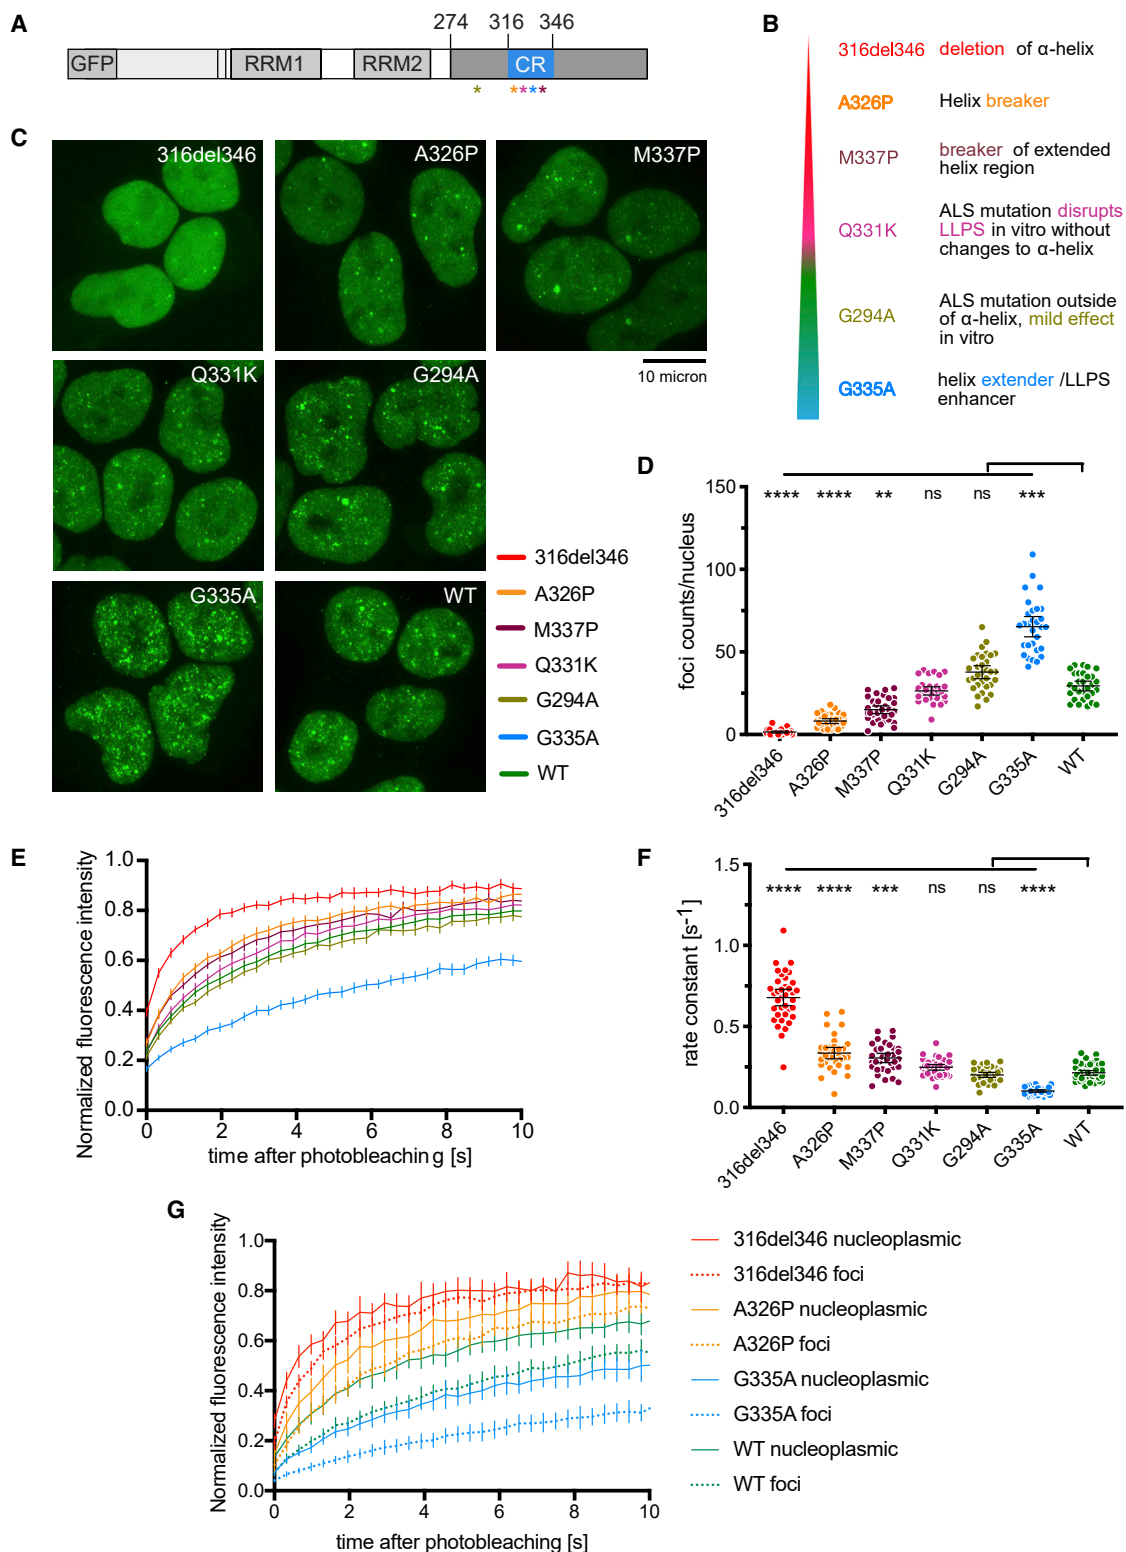 A
274 316 346
GFP RRM1 RRM2 CR
* * * * *
B
316del346 deletion of α-helix
A326P Helix breaker
M337P breaker of extended
helix region
Q331K ALS mutation disrupts
LLPS in vitro without
changes to α-helix
G294A ALS mutation outside
of α-helix, mild effect
in vitro
G335A helix extender /LLPS
enhancer
C
316del346
A326P
M337P
10 micron
Q331K
G294A
G335A
WT
316del346
A326P
M337P
Q331K
G294A
G335A
WT
D
foci counts/nucleus
150
100
50
0
**** **** ** ns ns ***
316del346 A326P M337P Q331K G294A G335A WT
E
Normalized fluorescence intensity
1.0
0.8
0.6
0.4
0.2
0.0
0 2 4 6 8 10
time after photobleaching [s]
F
rate constant [s⁻¹]
1.5
1.0
0.5
0.0
**** **** *** ns ns ****
316del346 A326P M337P Q331K G294A G335A WT
G
Normalized fluorescence intensity
1.0
0.8
0.6
0.4
0.2
0.0
0 2 4 6 8 10
time after photobleaching [s]
316del346 nucleoplasmic
316del346 foci
A326P nucleoplasmic
A326P foci
G335A nucleoplasmic
G335A foci
WT nucleoplasmic
WT foci